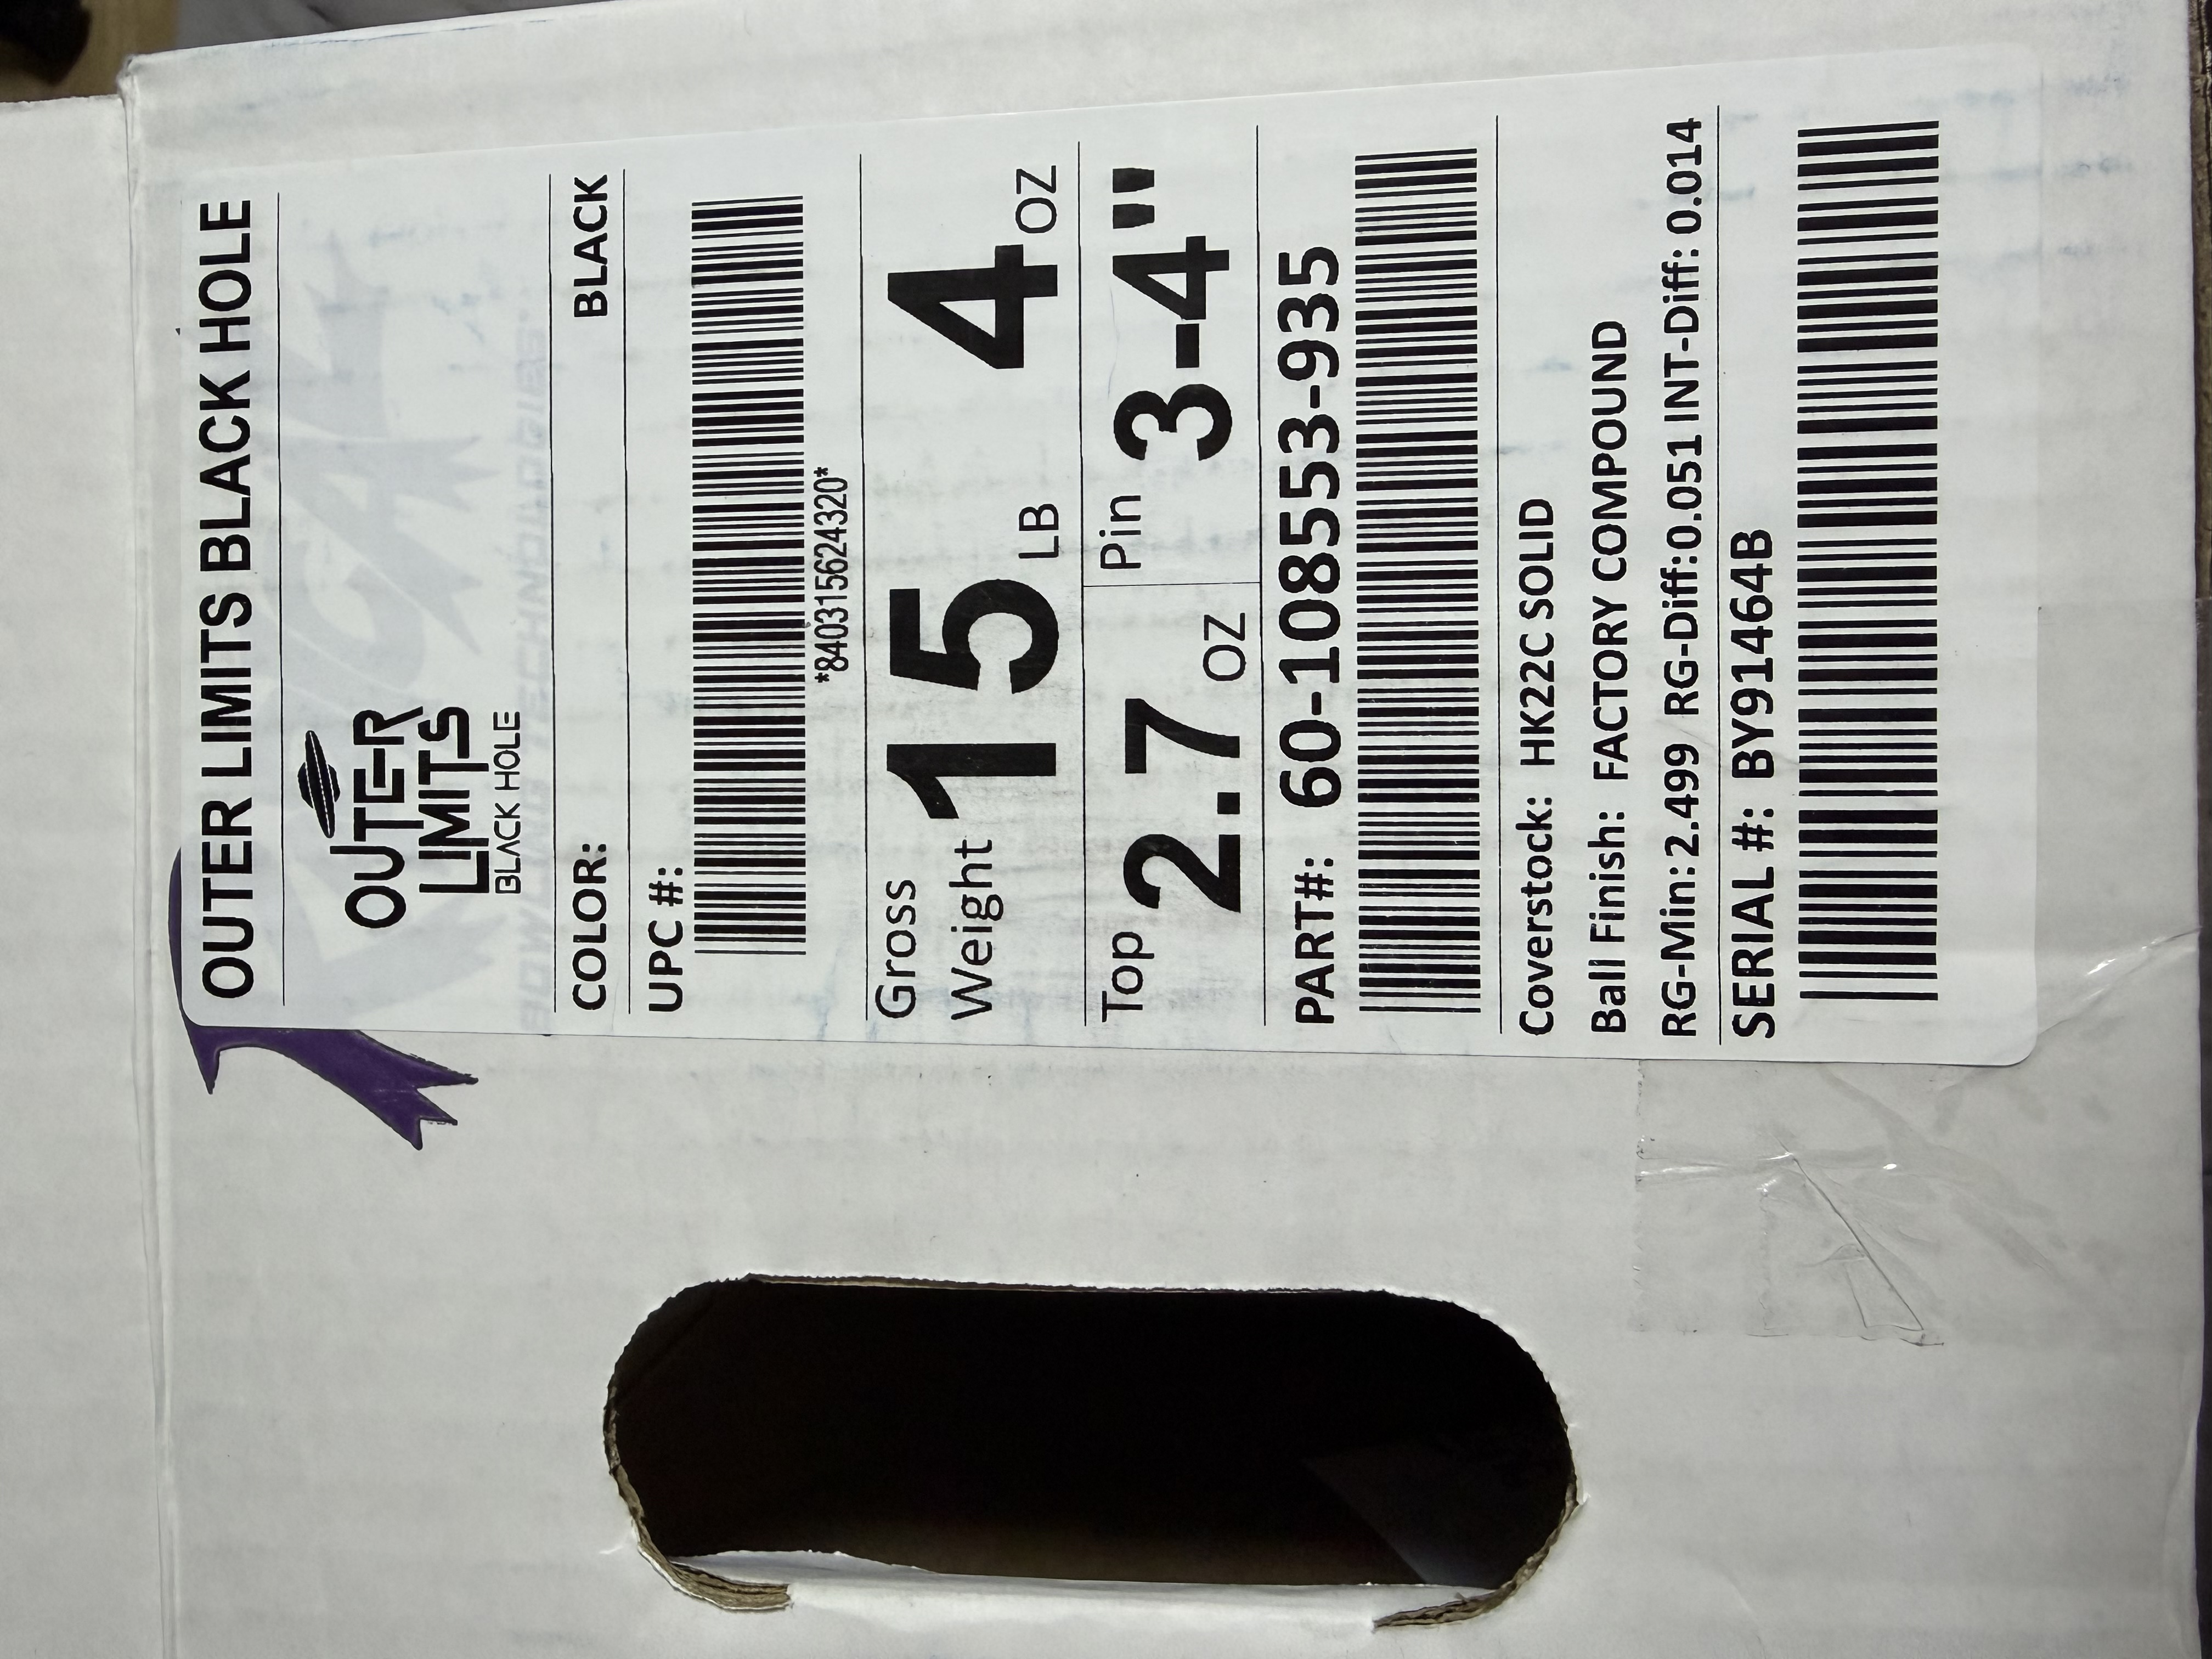 OUTER LIMITS BLACK HOLE
OUTER
LIMITS
BLACK HOLE
COLOR: BLACK
UPC #:
*840315624320*
Gross Weight 15 LB 4 OZ
Top 2.7 OZ Pin 3-4"
PART#: 60-108553-935
Coverstock: HK22C SOLID
Ball Finish: FACTORY COMPOUND
RG-Min: 2.499 RG-Diff:0.051 INT-Diff: 0.014
SERIAL #: BY91464B